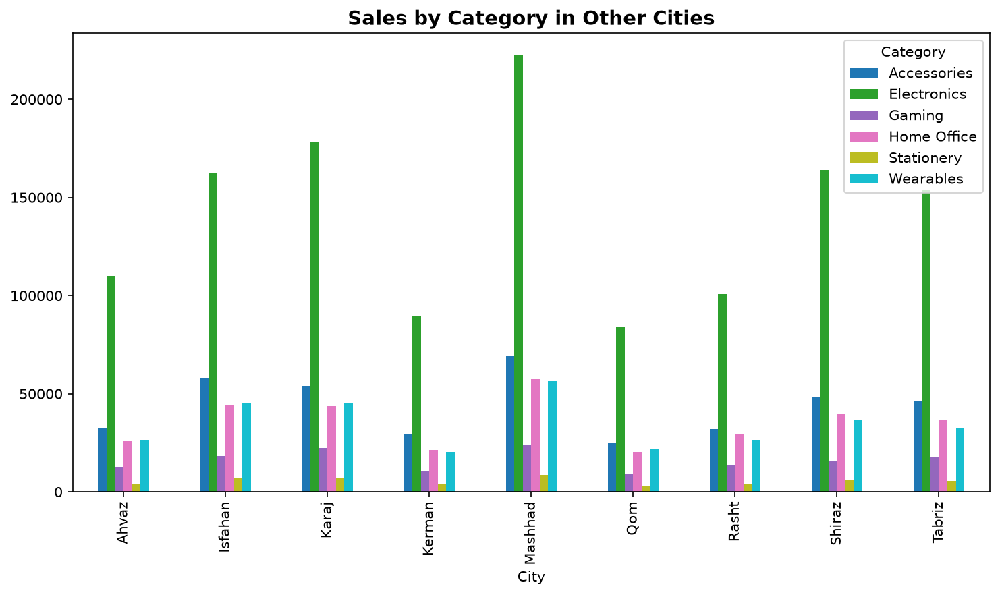 Sales by Category in Other Cities
Category
Accessories
Electronics
Gaming
Home Office
Stationery
Wearables
200000
150000
100000
50000
0
Ahvaz
Isfahan
Karaj
Kerman
Mashhad
Qom
Rasht
Shiraz
Tabriz
City